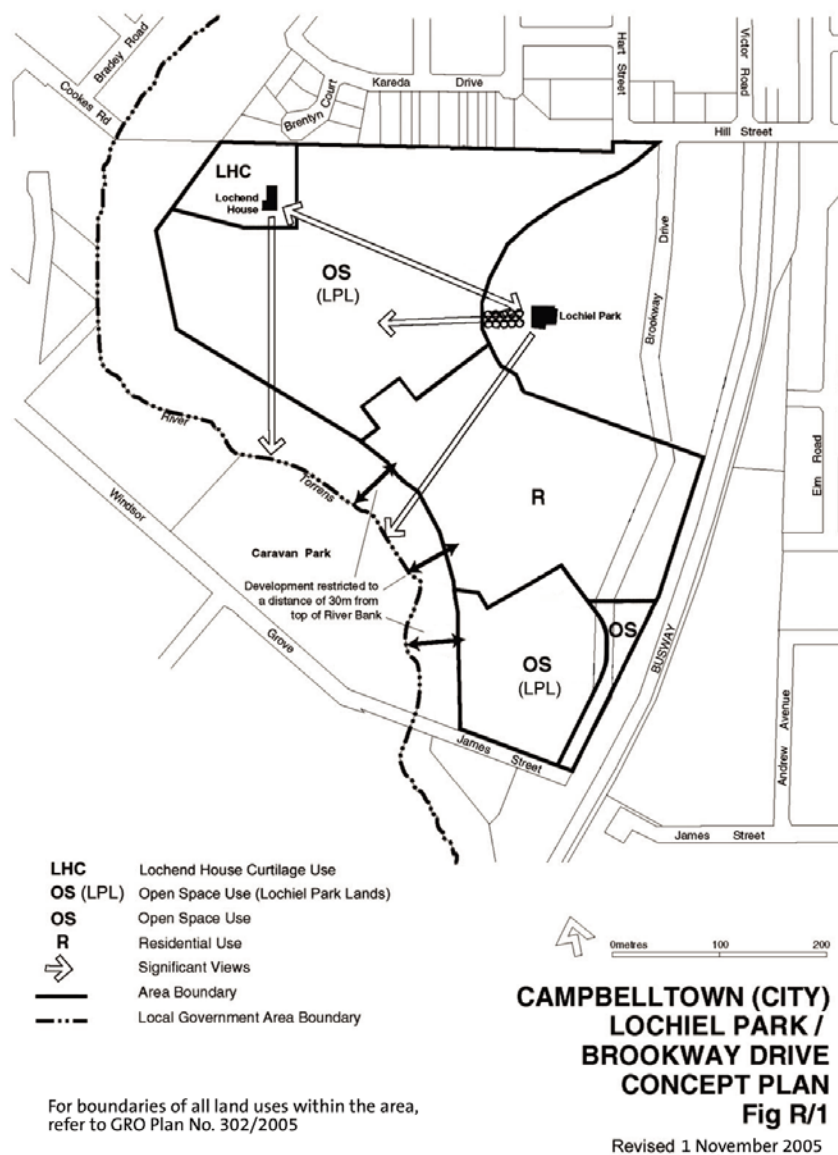 Bradey Road
Cookes Rd
Brentyn Court
Kareda Drive
Hart Street
Victor Road
Hill Street
LHC
Lochend
House
OS
(LPL)
Lochiel Park
Brookway Drive
River
Torrens
Windsor
Grove
R
Elm Road
Caravan Park
Development restricted to
a distance of 30m from
top of River Bank
OS
BUSWAY
OS
(LPL)
James
Street
Andrew Avenue
James Street
LHC Lochend House Curtilage Use
OS (LPL) Open Space Use (Lochiel Park Lands)
OS Open Space Use
R Residential Use
Significant Views
Area Boundary
Local Government Area Boundary
0metres 100 200
CAMPBELLTOWN (CITY)
LOCHIEL PARK /
BROOKWAY DRIVE
CONCEPT PLAN
Fig R/1
For boundaries of all land uses within the area,
refer to GRO Plan No. 302/2005
Revised 1 November 2005